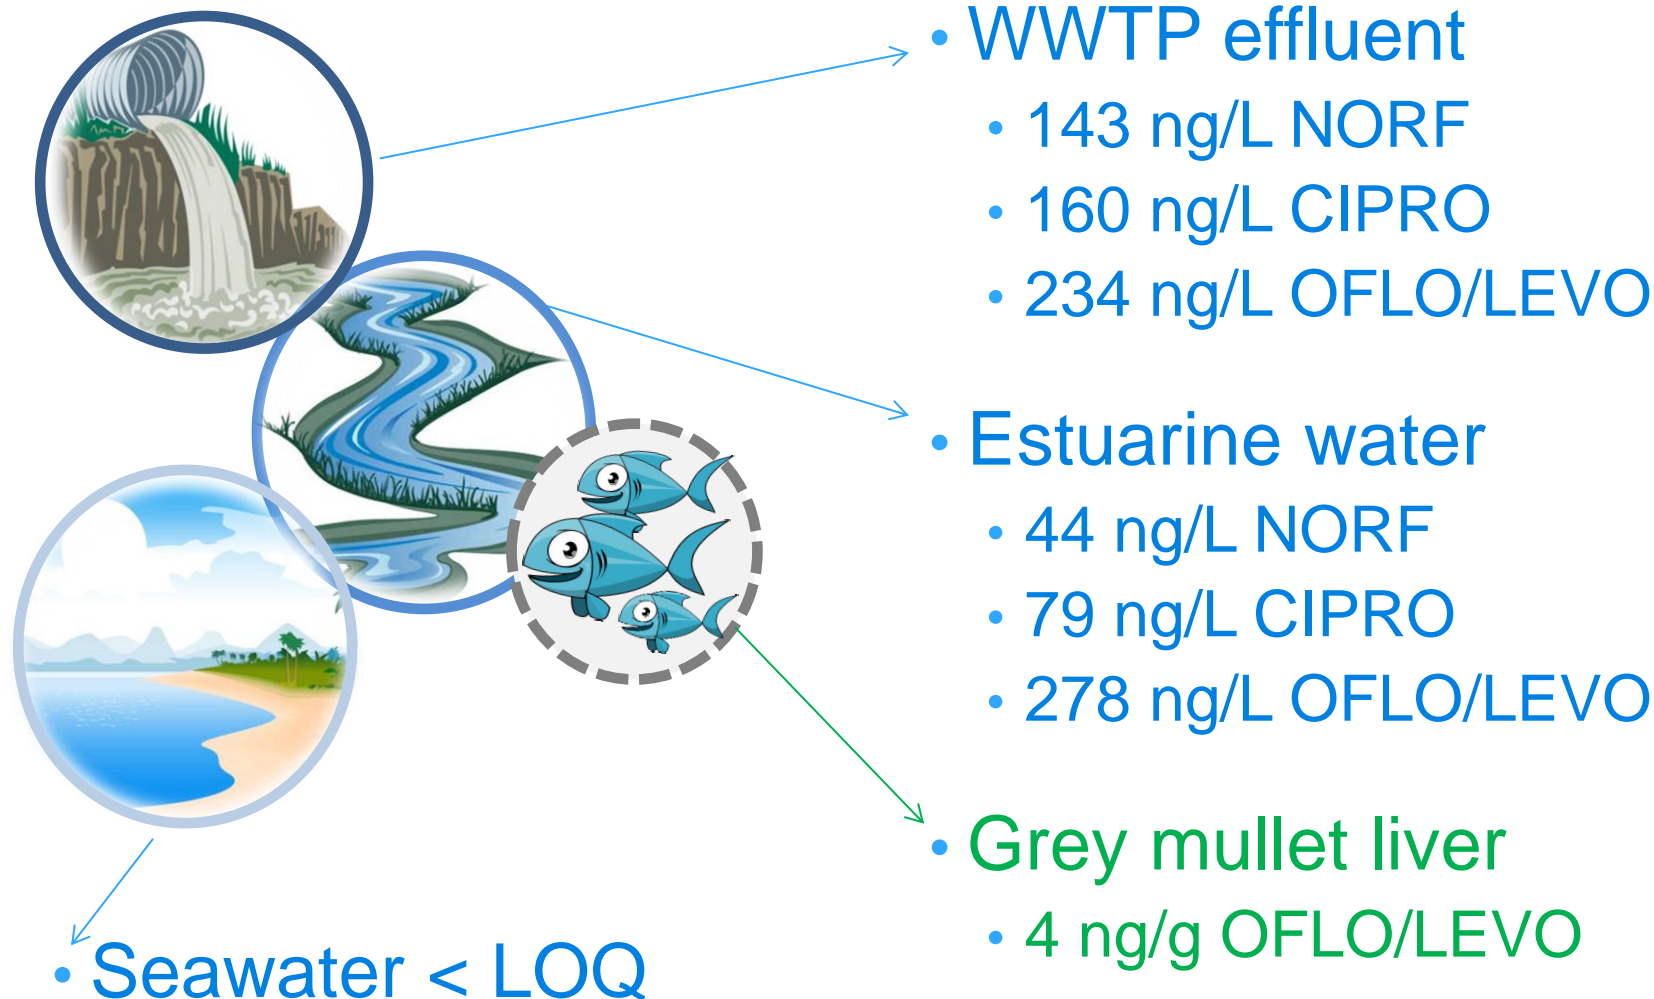 • WWTP effluent
• 143 ng/L NORF
• 160 ng/L CIPRO
• 234 ng/L OFLO/LEVO
• Estuarine water
• 44 ng/L NORF
• 79 ng/L CIPRO
• 278 ng/L OFLO/LEVO
• Grey mullet liver
• 4 ng/g OFLO/LEVO
• Seawater < LOQ